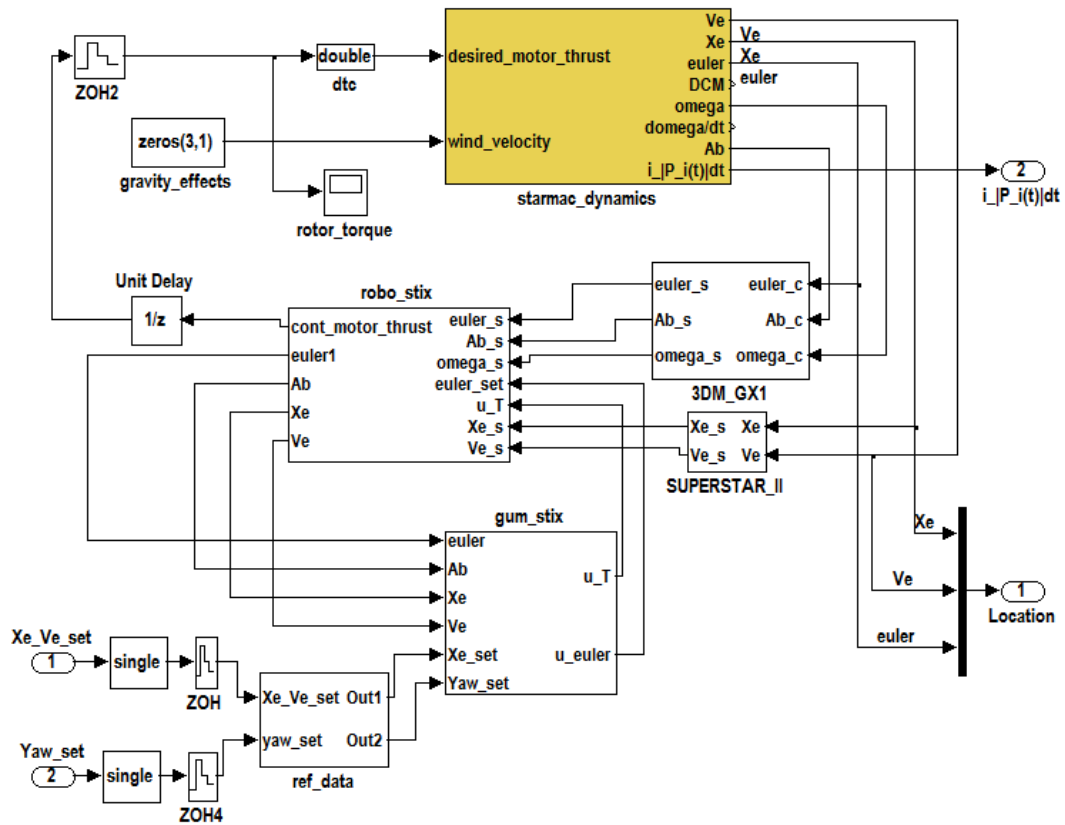 Ve
Xe
euler
DCM
omega
domega/dt
Ab
i_|P_i(t)|dt
desired_motor_thrust
wind_velocity
starmac_dynamics
Ve
Xe
euler
ZOH2
double
dtc
zeros(3,1)
gravity_effects
rotor_torque
2
i_|P_i(t)|dt
Unit Delay
1/z
robo_stix
cont_motor_thrust
euler1
Ab
Xe
Ve
euler_s
Ab_s
omega_s
euler_set
u_T
Xe_s
Ve_s
euler_s
Ab_s
omega_s
euler_c
Ab_c
omega_c
3DM_GX1
Xe_s
Ve_s
Xe
Ve
SUPERSTAR_II
gum_stix
euler
Ab
Xe
Ve
Xe_set
Yaw_set
u_T
u_euler
Xe
Ve
euler
1
Location
Xe_Ve_set
1
single
ZOH
Yaw_set
2
single
ZOH4
Xe_Ve_set
yaw_set
Out1
Out2
ref_data